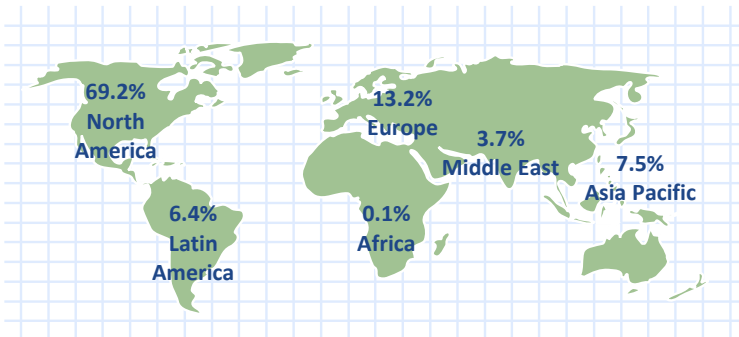 69.2%
North
America
13.2%
Europe
3.7%
Middle East
7.5%
Asia Pacific
6.4%
Latin
America
0.1%
Africa